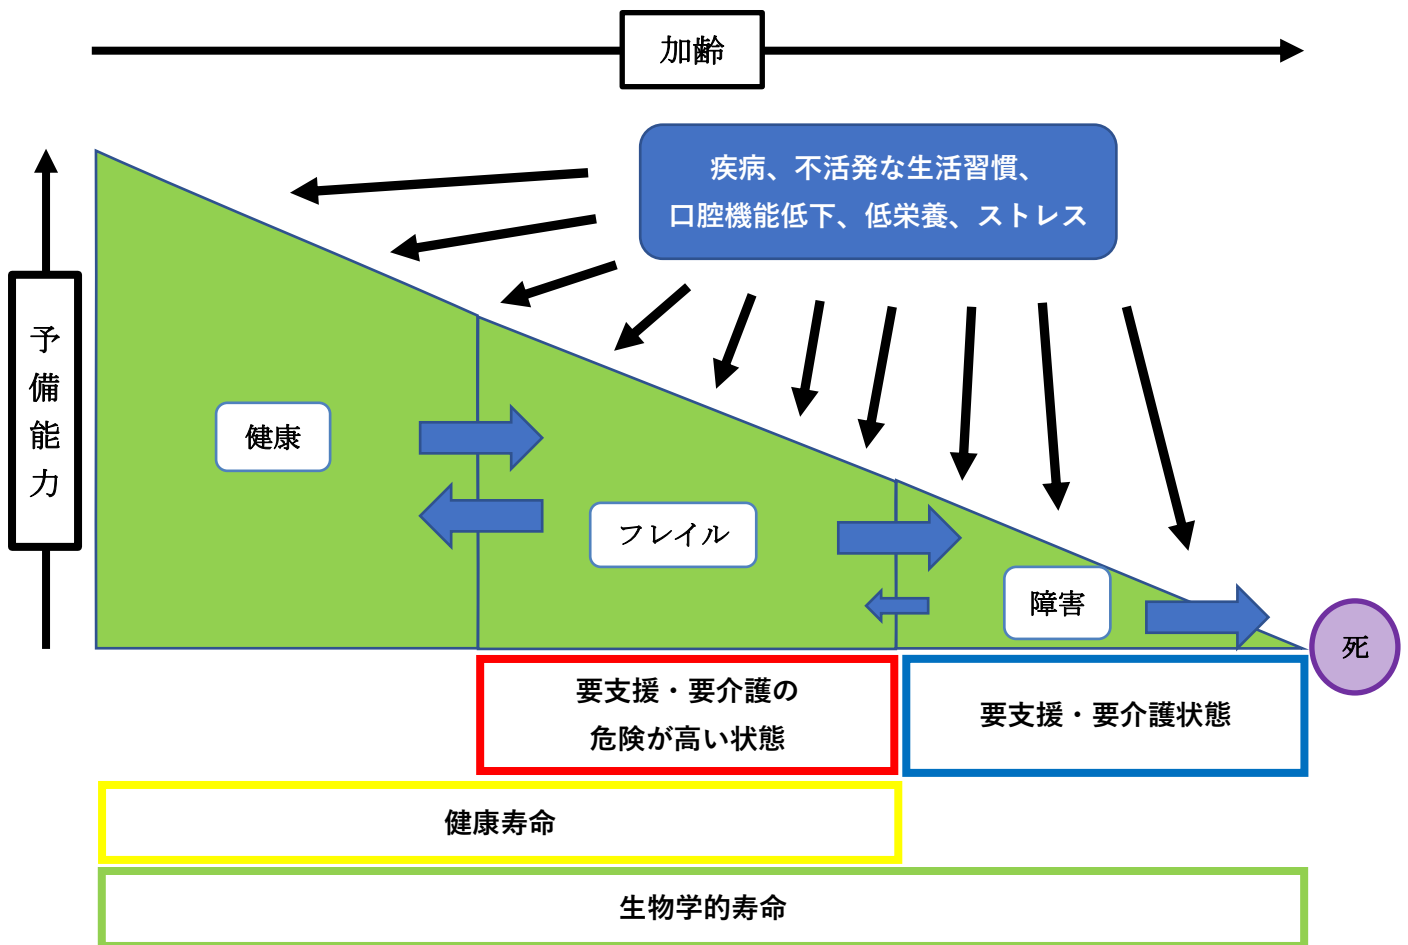 加齢
疾病、不活発な生活習慣、
口腔機能低下、低栄養、ストレス
予備能力
健康
フレイル
障害
死
要支援・要介護の
危険が高い状態
要支援・要介護状態
健康寿命
生物学的寿命